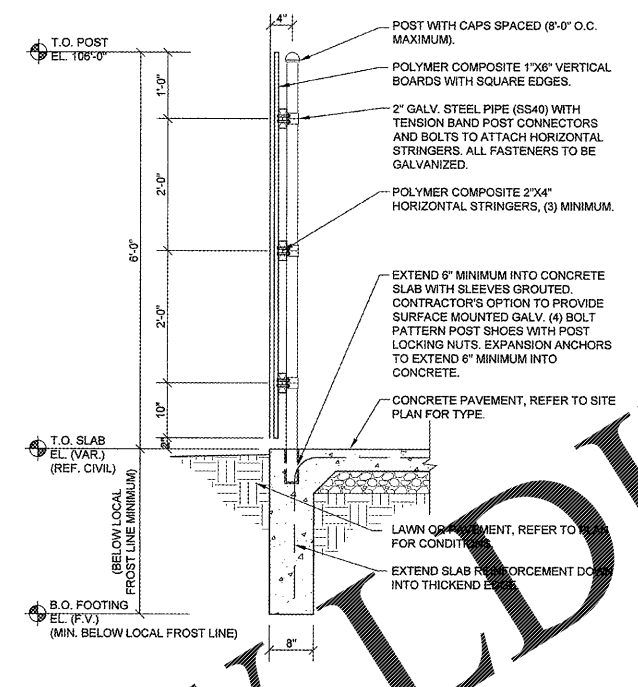 4"
POST WITH CAPS SPACED (8'-0" O.C.
MAXIMUM).
T.O. POST
EL. 106'-0"
POLYMER COMPOSITE 1"X6" VERTICAL
BOARDS WITH SQUARE EDGES.
1'-0"
2" GALV. STEEL PIPE (SS40) WITH
TENSION BAND POST CONNECTORS
AND BOLTS TO ATTACH HORIZONTAL
STRINGERS. ALL FASTENERS TO BE
GALVANIZED.
2'-0"
POLYMER COMPOSITE 2"X4"
HORIZONTAL STRINGERS, (3) MINIMUM.
6'-0"
2'-0"
EXTEND 6" MINIMUM INTO CONCRETE
SLAB WITH SLEEVES GROUTED.
CONTRACTOR'S OPTION TO PROVIDE
SURFACE MOUNTED GALV. (4) BOLT
PATTERN POST SHOES WITH POST
LOCKING NUTS. EXPANSION ANCHORS
TO EXTEND 6" MINIMUM INTO
CONCRETE.
10"
CONCRETE PAVEMENT, REFER TO SITE
PLAN FOR TYPE.
2"
T.O. SLAB
EL. (VAR.)
(REF. CIVIL)
(BELOW LOCAL
FROST LINE MINIMUM)
LAWN OR PAVEMENT, REFER TO PLAN
FOR CONDITIONS
EXTEND SLAB REINFORCEMENT DOWN
INTO THICKEND EDGE
B.O. FOOTING
EL. (F.V.)
(MIN. BELOW LOCAL FROST LINE)
8"